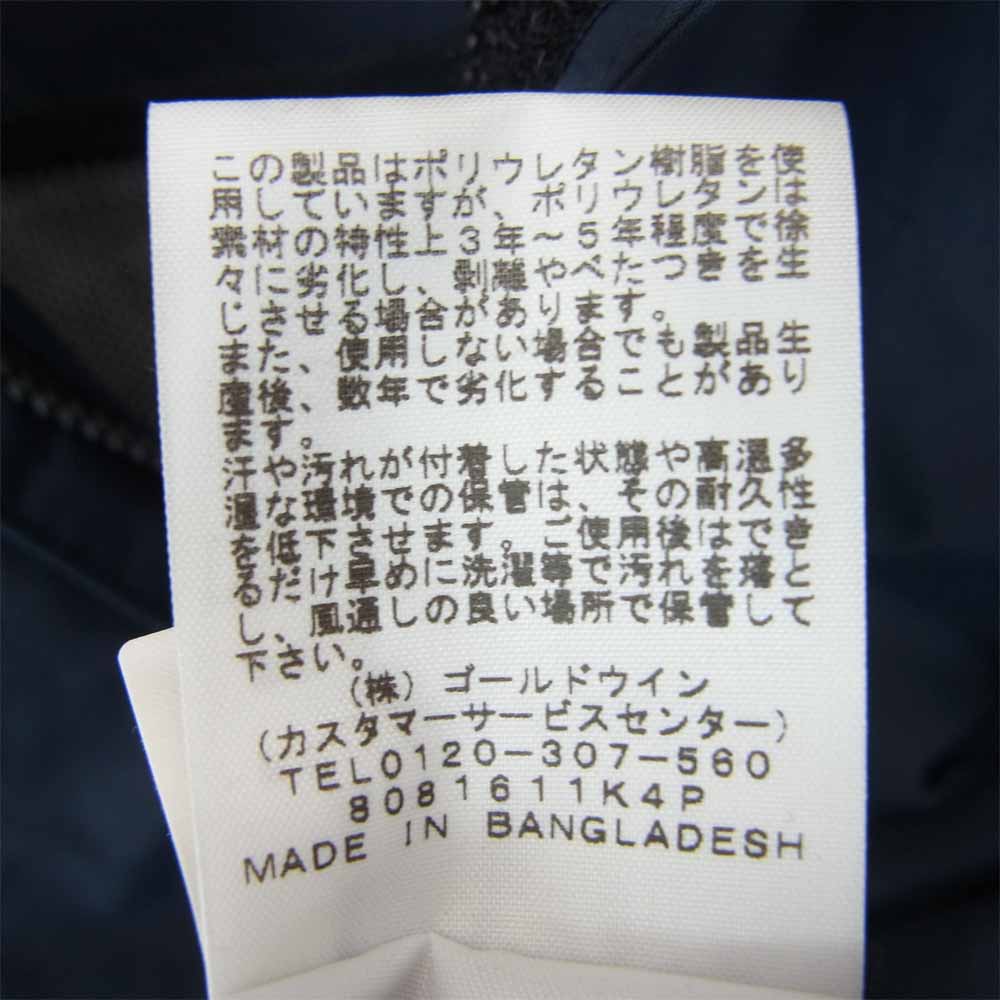 この製品はポリウレタン樹脂を使
用していますが、ポリウレタンは
素材の特性上3年～5年程度で徐
々に劣化し、剥離やべたつきを生
じさせる場合があります。
また、使用しない場合でも製品生
産後、数年で劣化することがあり
ます。
汗や汚れが付着した状態や高温多
湿な環境での保管は、その耐久性
を低下させます。ご使用後はでき
るだけ早めに洗濯等で汚れを落と
し、風通しの良い場所で保管して
下さい。
(株)ゴールドウイン
(カスタマーサービスセンター)
TEL0120-307-560
8081611K4P
MADE IN BANGLADESH